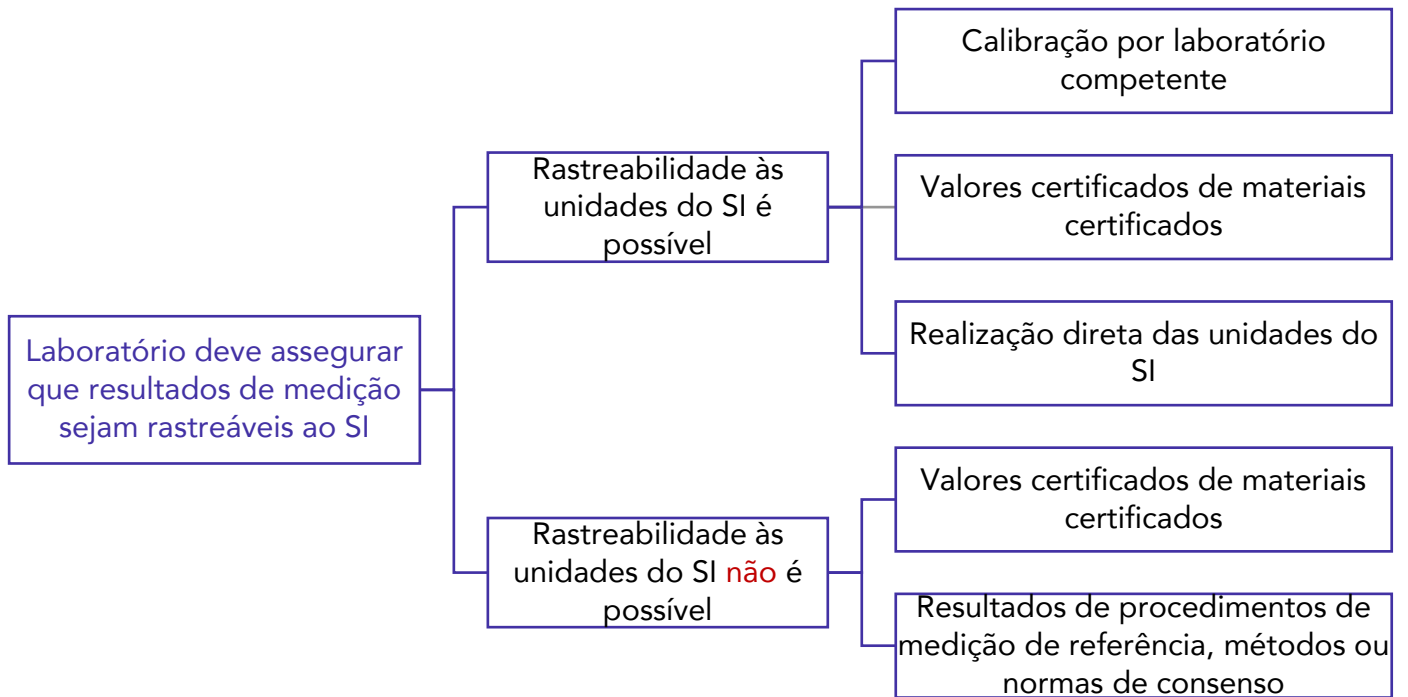 Laboratório deve assegurar
que resultados de medição
sejam rastreáveis ao SI
Rastreabilidade às
unidades do SI é
possível
Calibração por laboratório
competente
Valores certificados de materiais
certificados
Realização direta das unidades do
SI
Rastreabilidade às
unidades do SI não é
possível
Valores certificados de materiais
certificados
Resultados de procedimentos de
medição de referência, métodos ou
normas de consenso